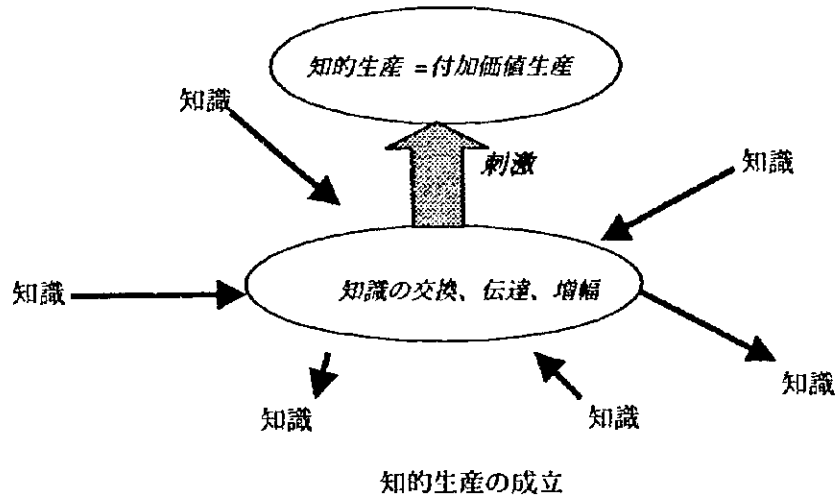 知的生産 =付加価値生産
知識
刺激
知識
知識
知識の交換、伝達、増幅
知識
知識
知識
知的生産の成立